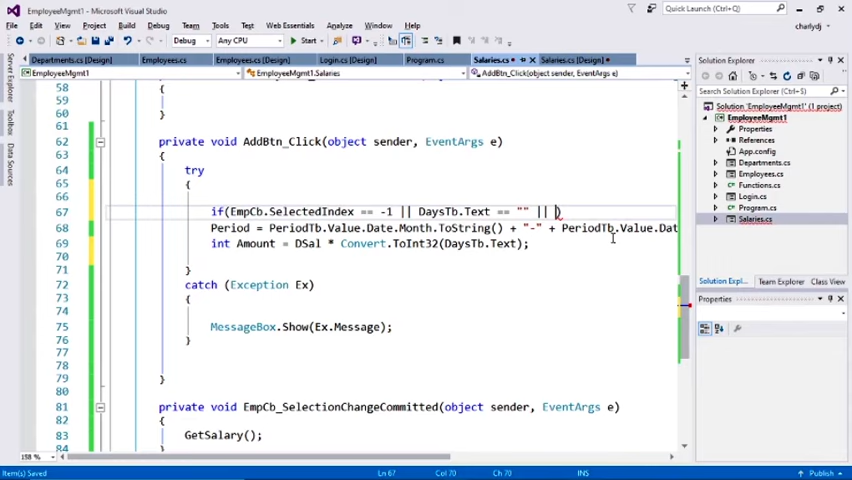 EmployeeMgmt1 - Microsoft Visual Studio
Quick Launch (Ctrl+Q)
File Edit View Project Build Debug Team Tools Test Web Essentials Analyze Window Help
charlydj
Debug Any CPU Start
Departments.cs [Design] Employees.cs Employees.cs [Design] Login.cs [Design] Program.cs Salaries.cs Salaries.cs [Design]
EmployeeMgmt1 EmployeeMgmt1.Salaries AddBtn_Click(object sender, EventArgs e)
Server Explorer
Toolbox
Data Sources
58 {
59
60 }
61
62 private void AddBtn_Click(object sender, EventArgs e)
63 {
64 try
65 {
66
67 if(EmpCb.SelectedIndex == -1 || DaysTb.Text == "" || )
68 Period = PeriodTb.Value.Date.Month.ToString() + "-" + PeriodTb.Value.Dat
69 int Amount = DSal * Convert.ToInt32(DaysTb.Text);
70
71 }
72 catch (Exception Ex)
73 {
74
75 MessageBox.Show(Ex.Message);
76 }
77
78
79 }
80
81 private void EmpCb_SelectionChangeCommitted(object sender, EventArgs e)
82 {
83 GetSalary();
84 }
158 %
Solution Explorer
Search Solution Explorer (Ctrl+$)
Solution 'EmployeeMgmt1' (1 project)
EmployeeMgmt1
Properties
References
App.config
Departments.cs
Employees.cs
Functions.cs
Login.cs
Program.cs
Salaries.cs
Solution Expl... Team Explorer Class View
Properties
Item(s) Saved Ln 67 Col 70 Ch 70 INS Publish